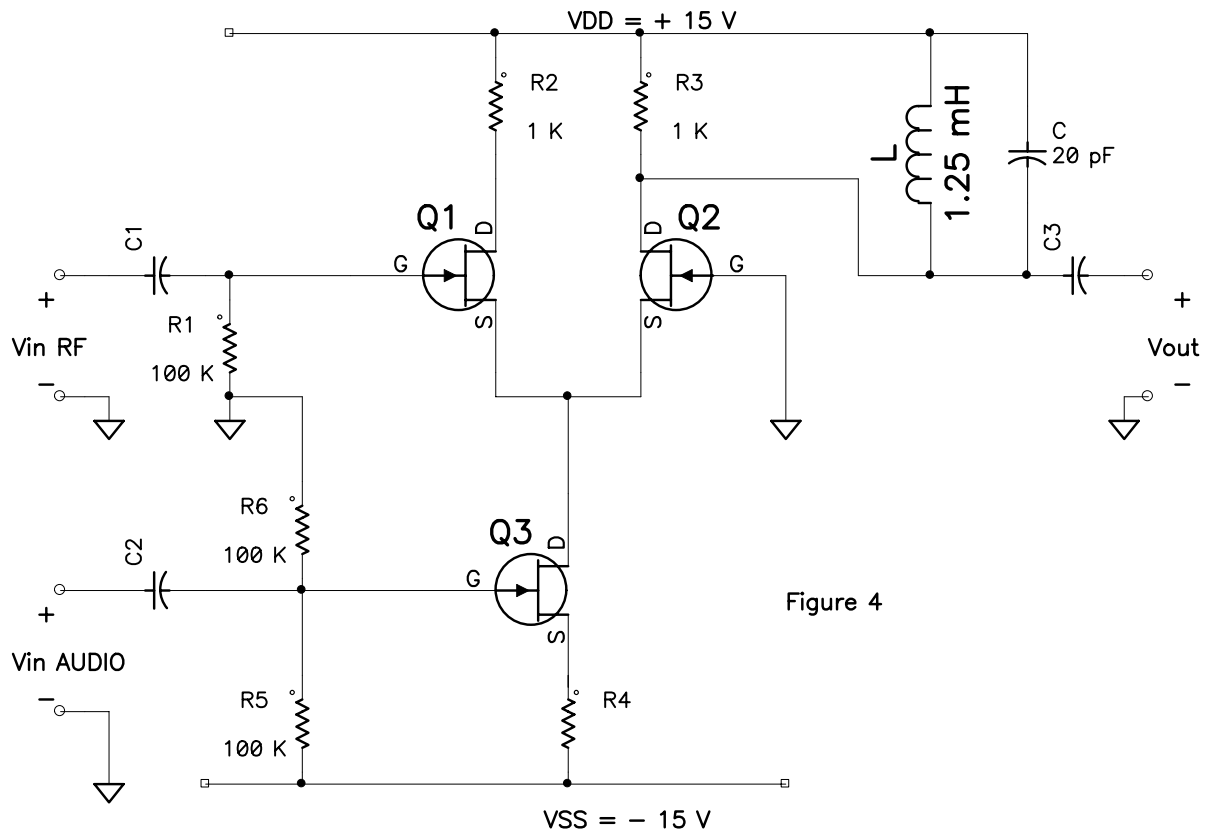 VDD = + 15 V
R2
1 K
R3
1 K
L
1.25 mH
C
20 pF
Q1
D
G
S
Q2
D
G
S
C1
C3
+
Vin RF
−
R1
100 K
+
Vout
−
R6
100 K
Q3
D
G
S
C2
+
Vin AUDIO
−
Figure 4
R5
100 K
R4
VSS = − 15 V